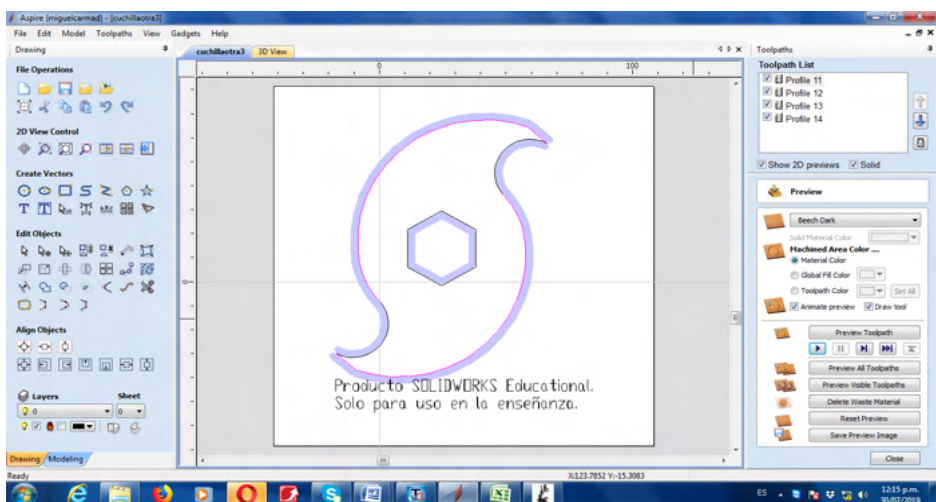 Aspire (miguelcarmad) - [cuchillaotra3]
File Edit Model Toolpaths View Gadgets Help
Drawing
cuchillaotra3 3D View
Toolpaths
File Operations
2D View Control
Create Vectors
Edit Objects
Align Objects
Layers Sheet
0 0
Drawing Modeling
0 100
0
Producto SOLIDWORKS Educational.
Solo para uso en la enseñanza.
Toolpath List
Profile 11
Profile 12
Profile 13
Profile 14
Show 2D previews Solid
Preview
Beech Dark
Solid Material Color
Machined Area Color ...
Material Color
Global Fill Color
Toolpath Color Set All
Animate preview Draw tool
Preview Toolpath
Preview All Toolpaths
Preview Visible Toolpaths
Delete Waste Material
Reset Preview
Save Preview Image
Close
Ready
X:123.7852 Y:-15.3083
ES
12:15 p.m.
30/07/2019